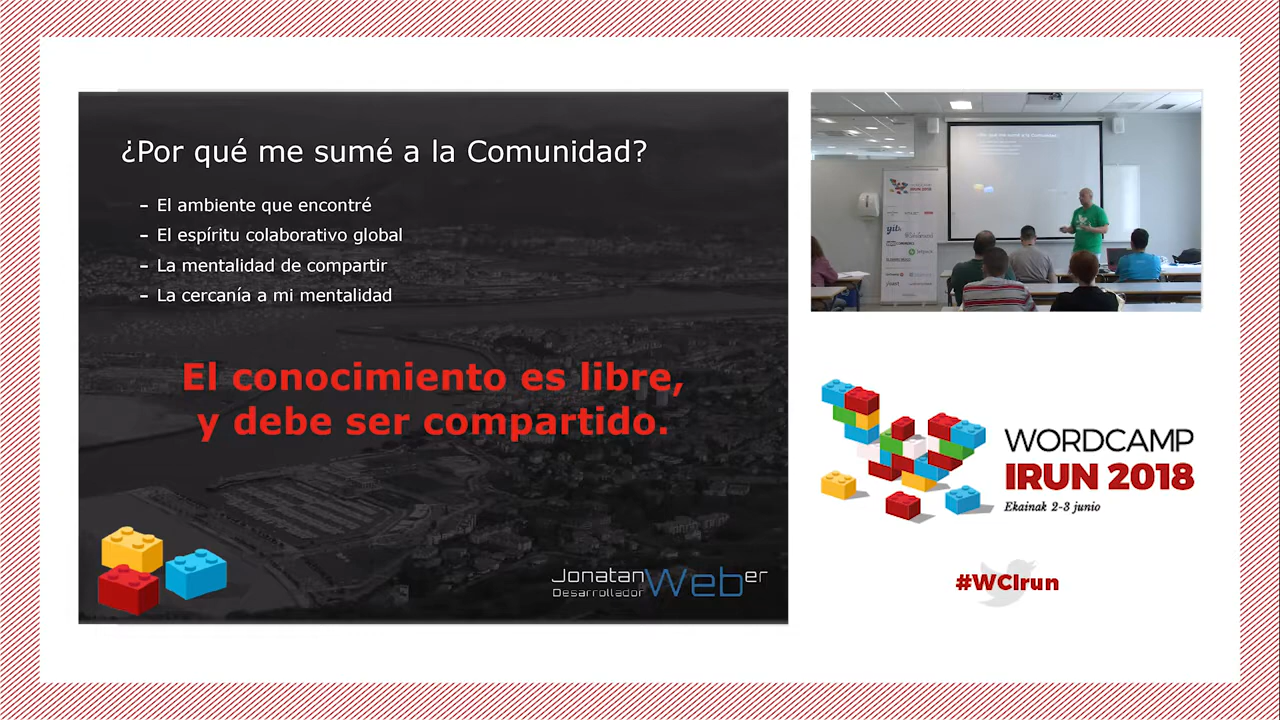 ¿Por qué me sumé a la Comunidad?
– El ambiente que encontré
– El espíritu colaborativo global
– La mentalidad de compartir
– La cercanía a mi mentalidad
El conocimiento es libre,
y debe ser compartido.
JonatanWeber
Desarrollador
IRUN 2018
WORDCAMP
IRUN 2018
Ekainak 2-3 junio
#WCIrun